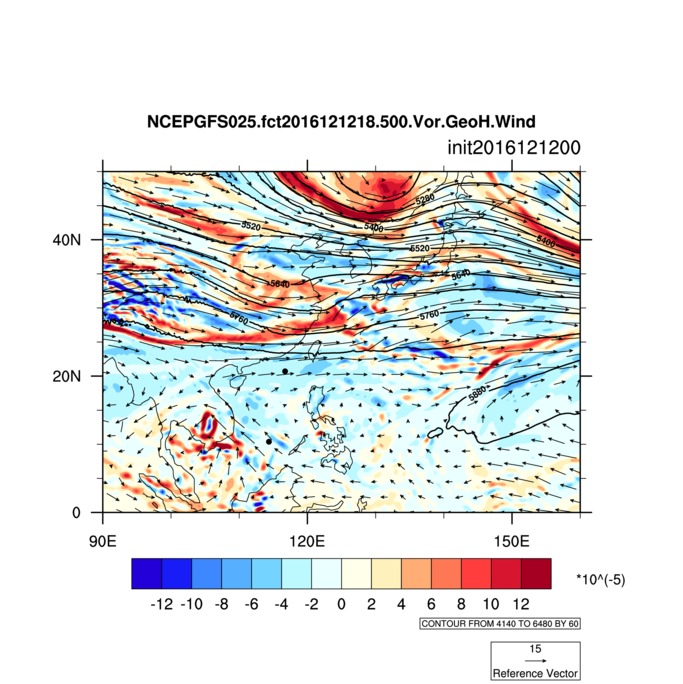 NCEPGFS025.fct2016121218.500.Vor.GeoH.Wind
init2016121200
5280
5520
5400
40N
5520
5400
5640
5640
5760
5760
20N
5880
0
90E 120E 150E
-12 -10 -8 -6 -4 -2 0 2 4 6 8 10 12
*10^(-5)
CONTOUR FROM 4140 TO 6480 BY 60
15
Reference Vector